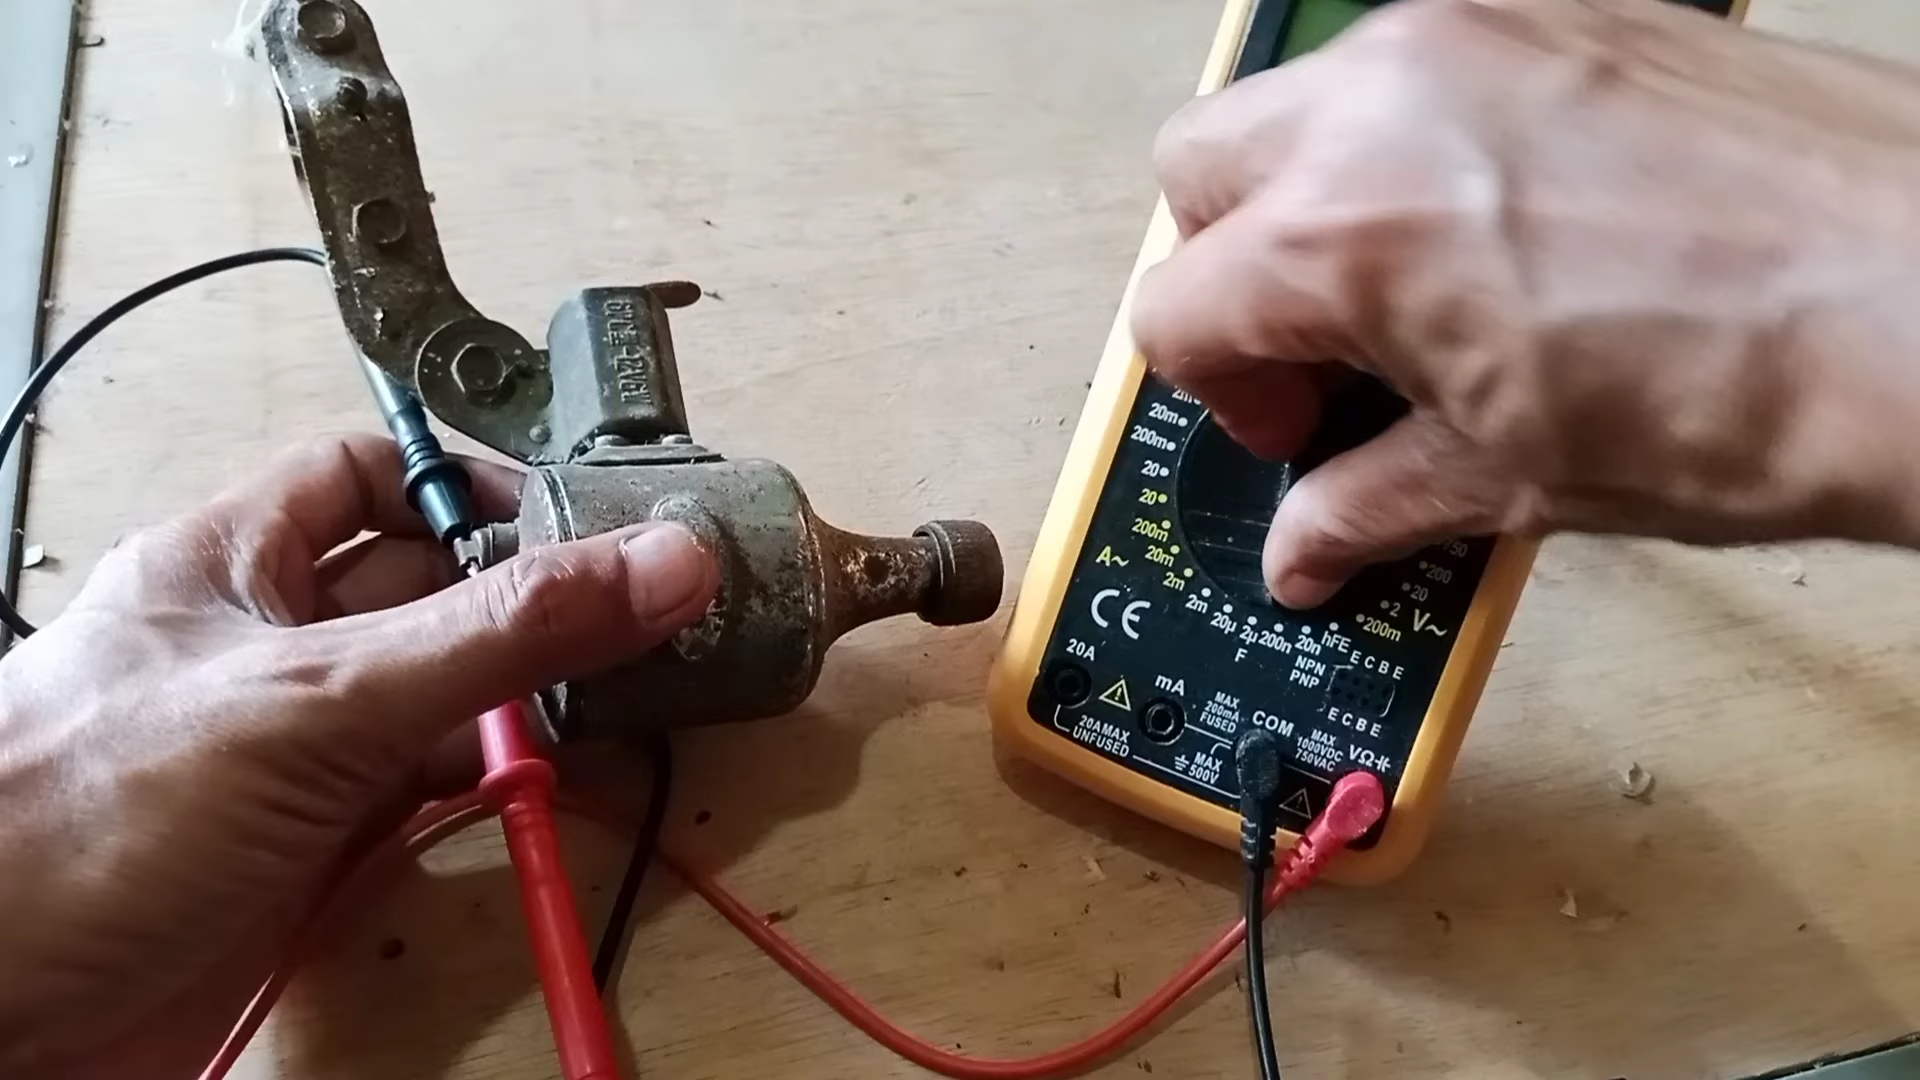 2m
20m
200m
20
20
200m
20m
2m
A~
2m
20µ
2µ
200n
20n
hFE
F
200
20
2
200m
V~
CE
NPN
PNP
E C B E
E C B E
20A
mA
MAX
200mA
FUSED
COM
MAX
1000VDC
750VAC
VΩ
20A MAX
UNFUSED
MAX
500V